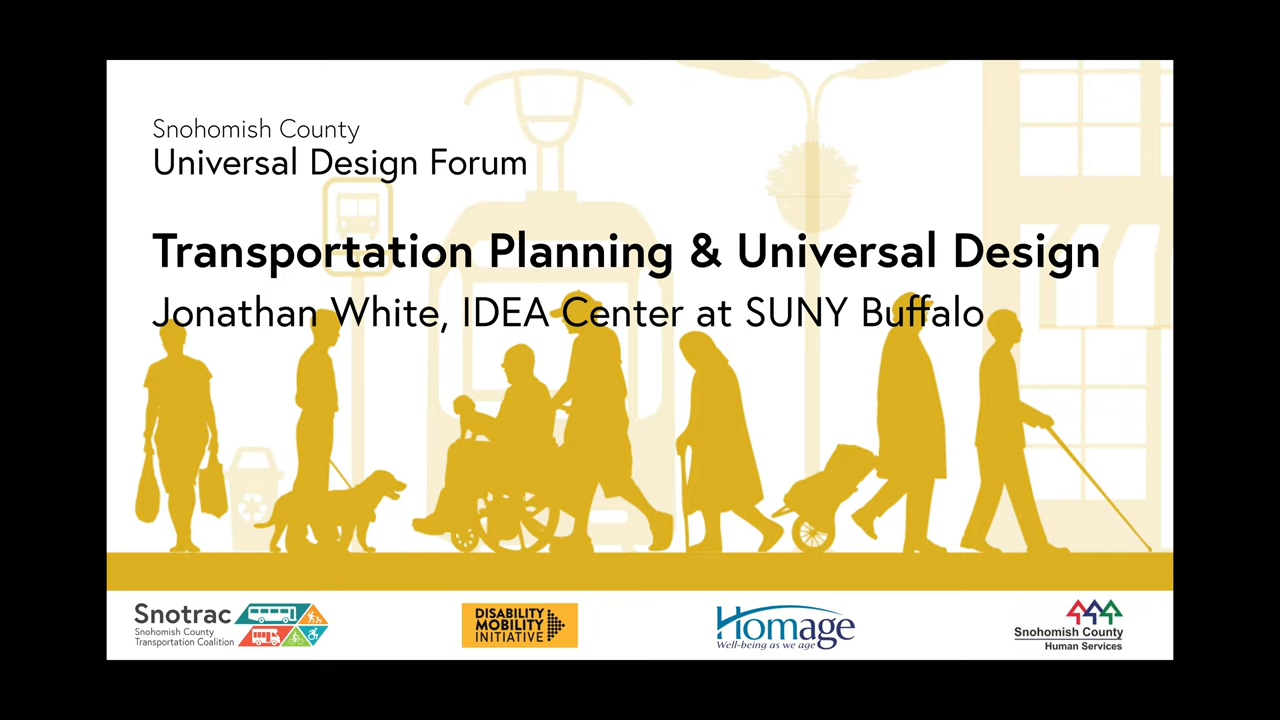 Snohomish County
Universal Design Forum
Transportation Planning & Universal Design
Jonathan White, IDEA Center at SUNY Buffalo
Snotrac
Snohomish County
Transportation Coalition
DISABILITY
MOBILITY
INITIATIVE
Homage
Well-being as we age
Snohomish County
Human Services